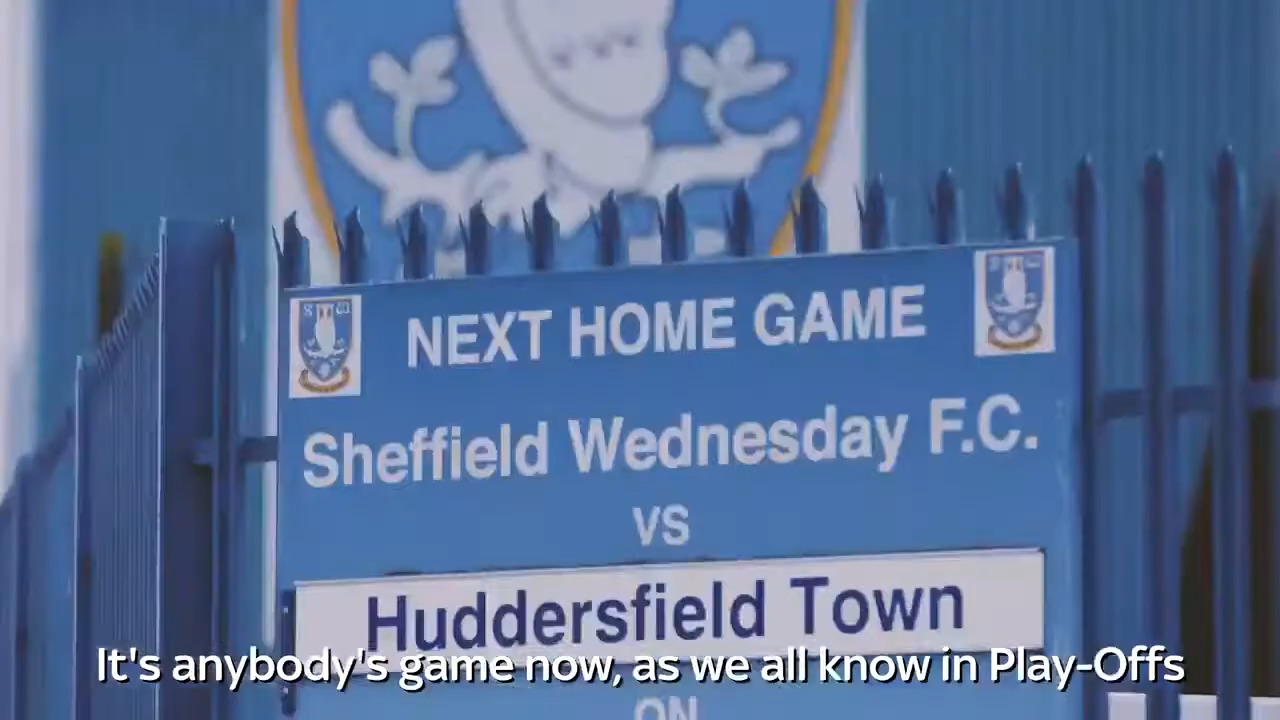 NEXT HOME GAME
Sheffield Wednesday F.C.
VS
Huddersfield Town
It's anybody's game now, as we all know in Play-Offs
ON